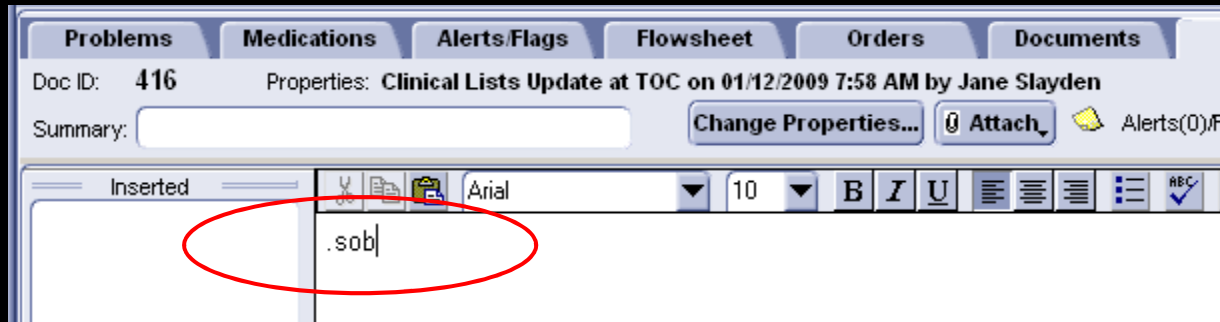 Problems Medications Alerts/Flags Flowsheet Orders Documents
Doc ID: 416 Properties: Clinical Lists Update at TOC on 01/12/2009 7:58 AM by Jane Slayden
Summary: Change Properties... Attach Alerts(0)/F
Inserted Arial 10 B I U ABC
.sob